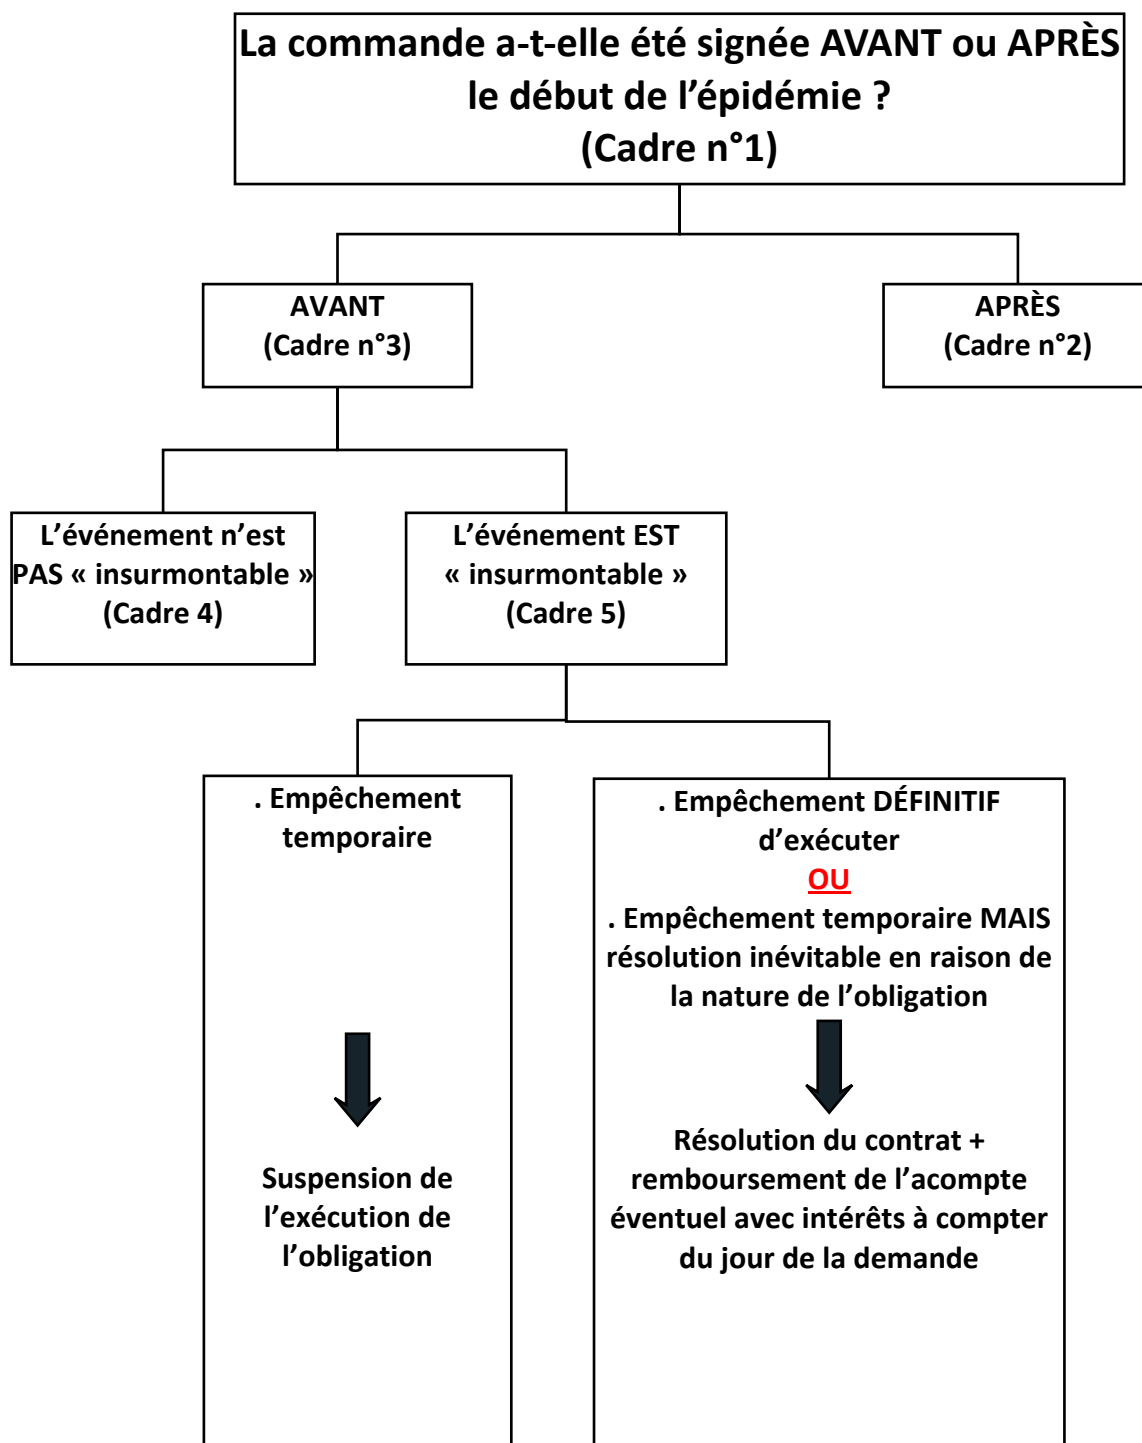 La commande a-t-elle été signée AVANT ou APRÈS
le début de l’épidémie ?
(Cadre n°1)
AVANT
(Cadre n°3)
APRÈS
(Cadre n°2)
L’événement n’est
PAS « insurmontable »
(Cadre 4)
L’événement EST
« insurmontable »
(Cadre 5)
. Empêchement
temporaire
Suspension de
l’exécution de
l’obligation
. Empêchement DÉFINITIF
d’exécuter
OU
. Empêchement temporaire MAIS
résolution inévitable en raison de
la nature de l’obligation
Résolution du contrat +
remboursement de l’acompte
éventuel avec intérêts à compter
du jour de la demande